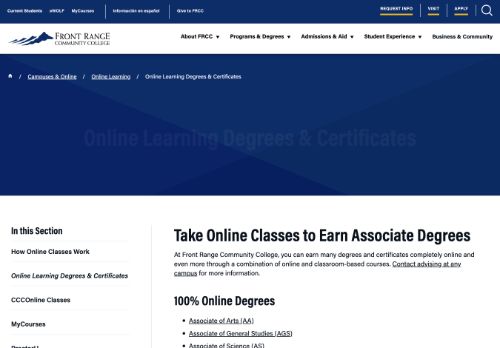 Current Students eWOLF MyCourses Información en español Give to FRCC REQUEST INFO VISIT APPLY
FRONT RANGE
COMMUNITY COLLEGE
About FRCC Programs & Degrees Admissions & Aid Student Experience Business & Community
/ Campuses & Online / Online Learning / Online Learning Degrees & Certificates
Online Learning Degrees & Certificates
In this Section
How Online Classes Work
Online Learning Degrees & Certificates
CCCOnline Classes
MyCourses
Take Online Classes to Earn Associate Degrees
At Front Range Community College, you can earn many degrees and certificates completely online and
even more through a combination of online and classroom-based courses. Contact advising at any
campus for more information.
100% Online Degrees
• Associate of Arts (AA)
• Associate of General Studies (AGS)
• Associate of Science (AS)